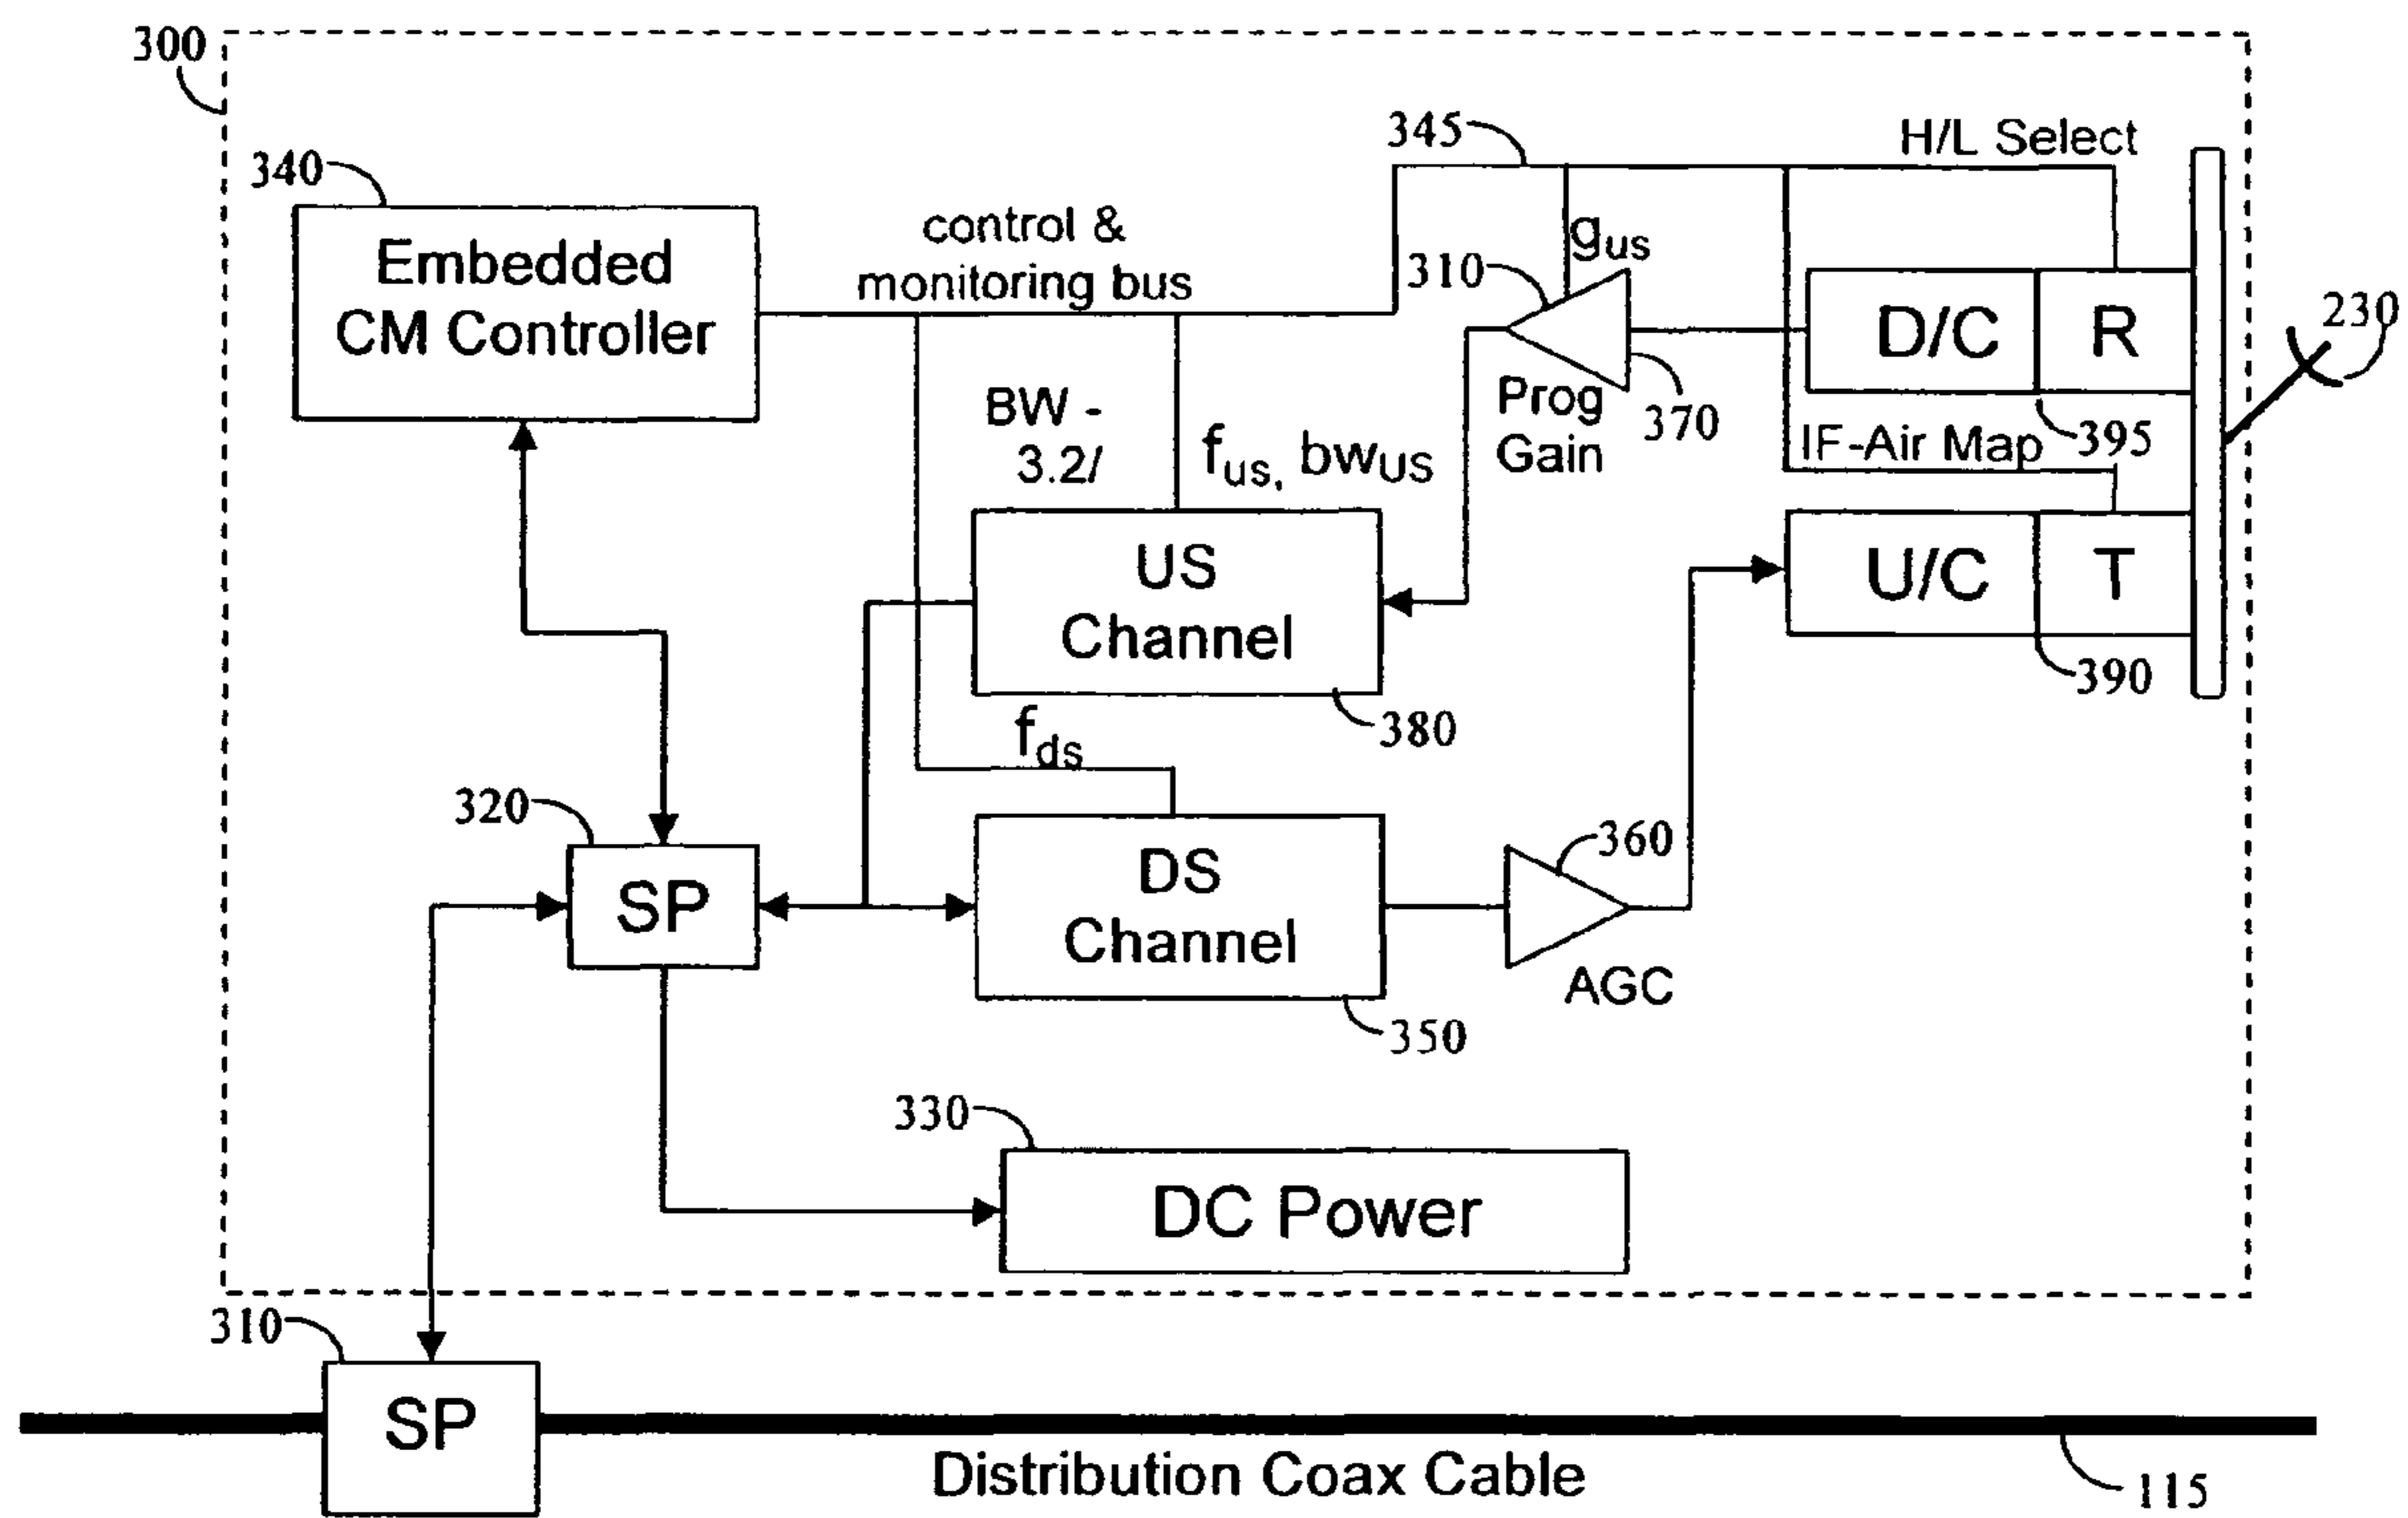 300
345
H/L Select
340
control &
monitoring bus
Embedded
CM Controller
gus
310
230
D/C
R
BW -
3.2/
fus, bwus
Prog
Gain
370
IF-Air Map
395
US
Channel
U/C
T
390
380
fds
320
360
SP
DS
Channel
AGC
350
330
DC Power
310
SP
Distribution Coax Cable
115